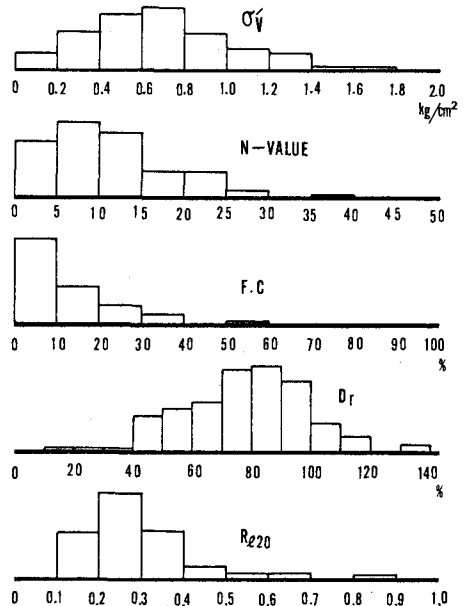 σ'v
0 0.2 0.4 0.6 0.8 1.0 1.2 1.4 1.6 1.8 2.0
kg/cm²
N-VALUE
0 5 10 15 20 25 30 35 40 45 50
F.C
0 10 20 30 40 50 60 70 80 90 100
%
Dr
20 40 60 80 100 120 140
%
Rℓ20
0 0.1 0.2 0.3 0.4 0.5 0.6 0.7 0.8 0.9 1.0